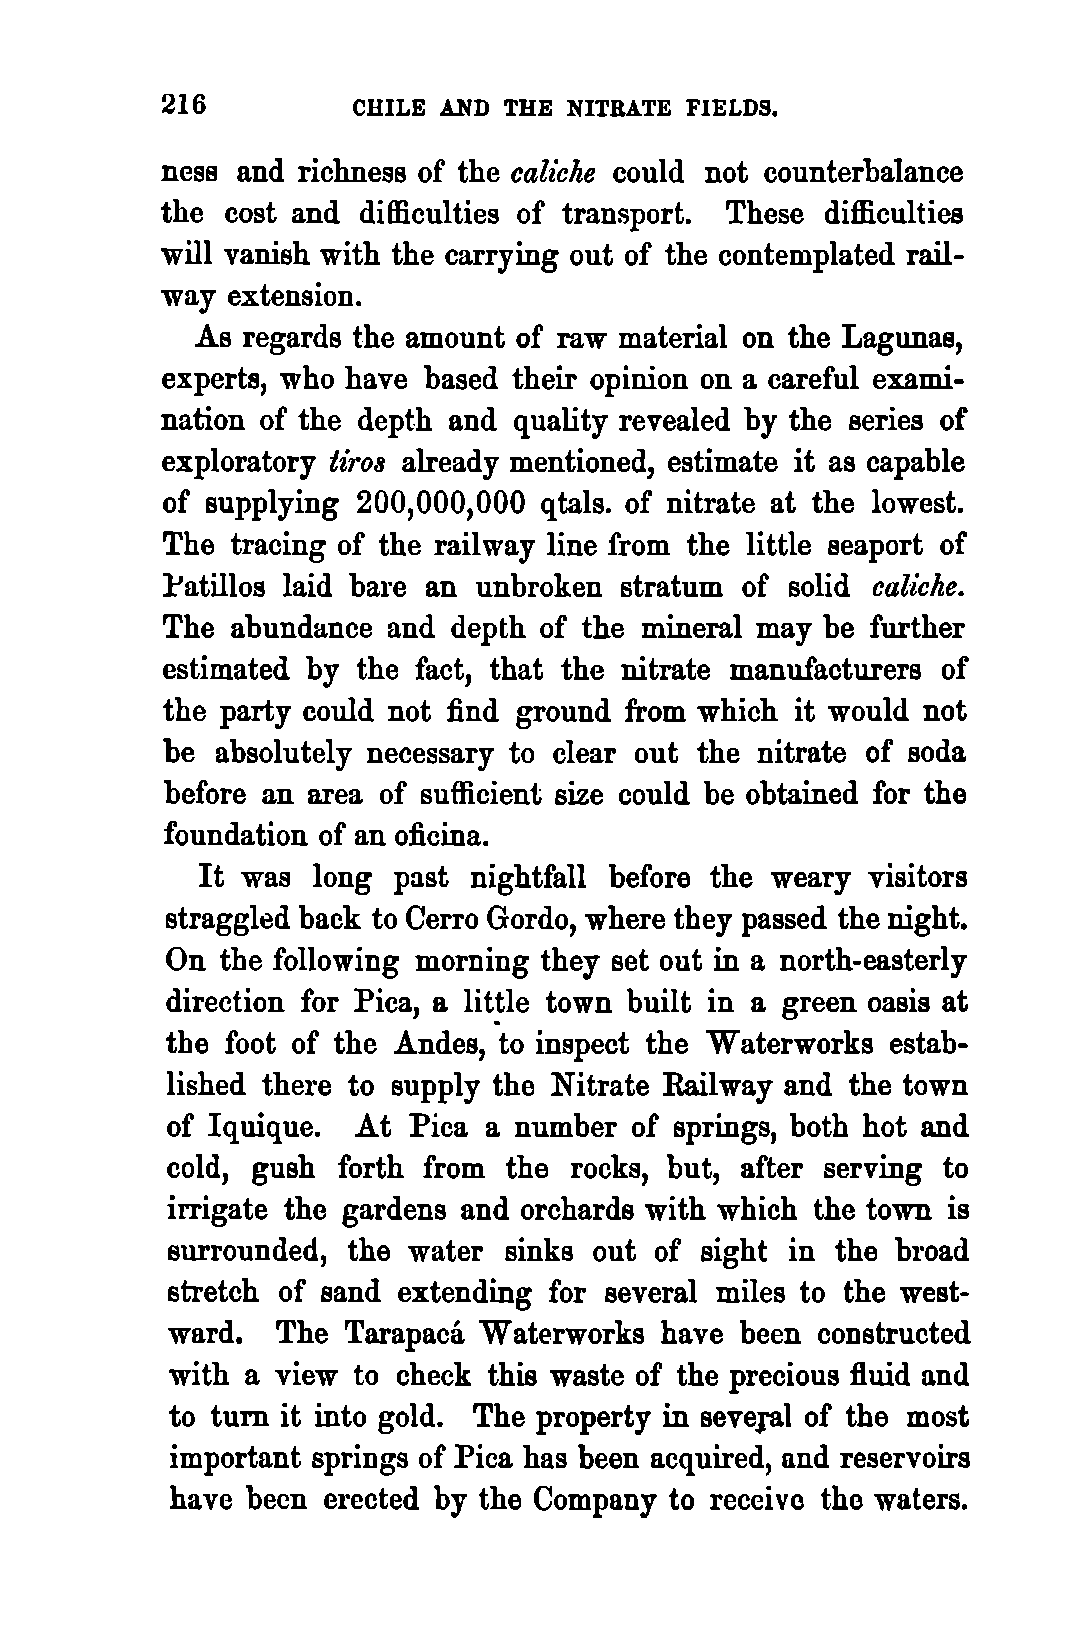 216 CHILE AND THE NITRATE FIELDS.
ness and richness of the caliche could not counterbalance
the cost and difficulties of transport. These difficulties
will vanish with the carrying out of the contemplated rail-
way extension.
As regards the amount of raw material on the Lagunas,
experts, who have based their opinion on a careful exami-
nation of the depth and quality revealed by the series of
exploratory tiros already mentioned, estimate it as capable
of supplying 200,000,000 qtals. of nitrate at the lowest.
The tracing of the railway line from the little seaport of
Patillos laid bare an unbroken stratum of solid caliche.
The abundance and depth of the mineral may be further
estimated by the fact, that the nitrate manufacturers of
the party could not find ground from which it would not
be absolutely necessary to clear out the nitrate of soda
before an area of sufficient size could be obtained for the
foundation of an oficina.
It was long past nightfall before the weary visitors
straggled back to Cerro Gordo, where they passed the night.
On the following morning they set out in a north-easterly
direction for Pica, a little town built in a green oasis at
the foot of the Andes, to inspect the Waterworks estab-
lished there to supply the Nitrate Railway and the town
of Iquique. At Pica a number of springs, both hot and
cold, gush forth from the rocks, but, after serving to
irrigate the gardens and orchards with which the town is
surrounded, the water sinks out of sight in the broad
stretch of sand extending for several miles to the west-
ward. The Tarapacá Waterworks have been constructed
with a view to check this waste of the precious fluid and
to turn it into gold. The property in several of the most
important springs of Pica has been acquired, and reservoirs
have been erected by the Company to receive the waters.